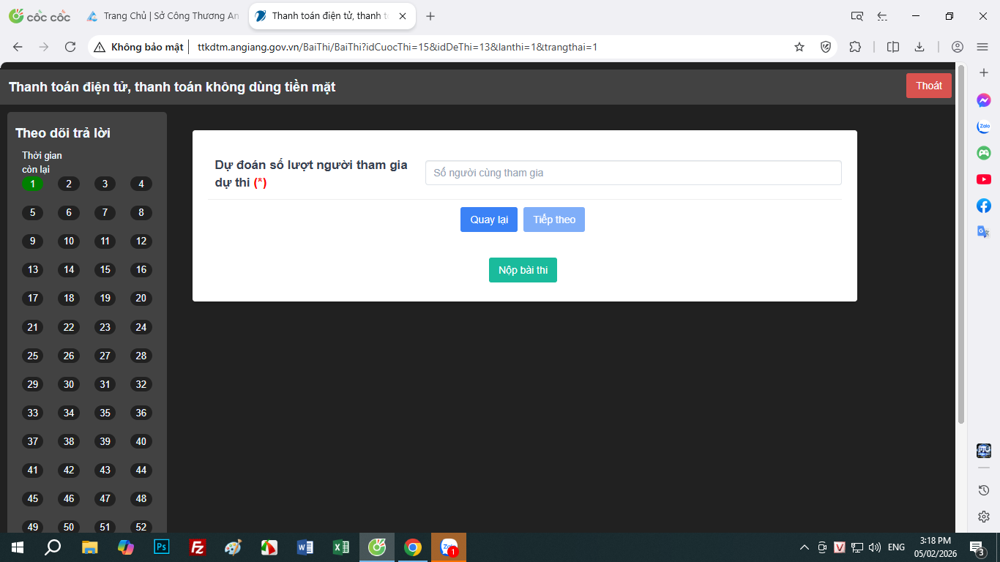 cốc cốc
Trang Chủ | Sở Công Thương An
Thanh toán điện tử, thanh t
Không bảo mật
ttkdtm.angiang.gov.vn/BaiThi/BaiThi?idCuocThi=15&idDeThi=13&lanthi=1&trangthai=1
Thanh toán điện tử, thanh toán không dùng tiền mặt
Thoát
Theo dõi trả lời
Thời gian
còn lại
1 2 3 4
5 6 7 8
9 10 11 12
13 14 15 16
17 18 19 20
21 22 23 24
25 26 27 28
29 30 31 32
33 34 35 36
37 38 39 40
41 42 43 44
45 46 47 48
49 50 51 52
Dự đoán số lượt người tham gia
dự thi (*)
Số người cùng tham gia
Quay lại
Tiếp theo
Nộp bài thi
Zalo
Ps
Fz
Zalo
1
V
ENG
3:18 PM
05/02/2026
3